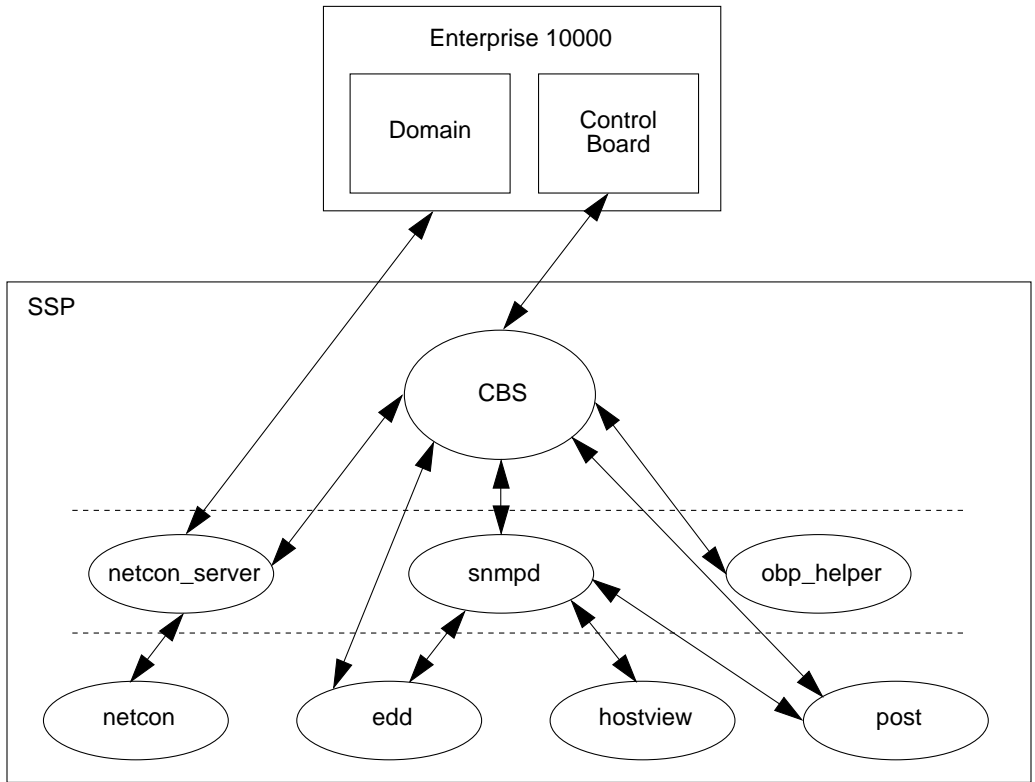 Enterprise 10000
Domain
Control
Board
SSP
CBS
netcon_server
snmpd
obp_helper
netcon
edd
hostview
post